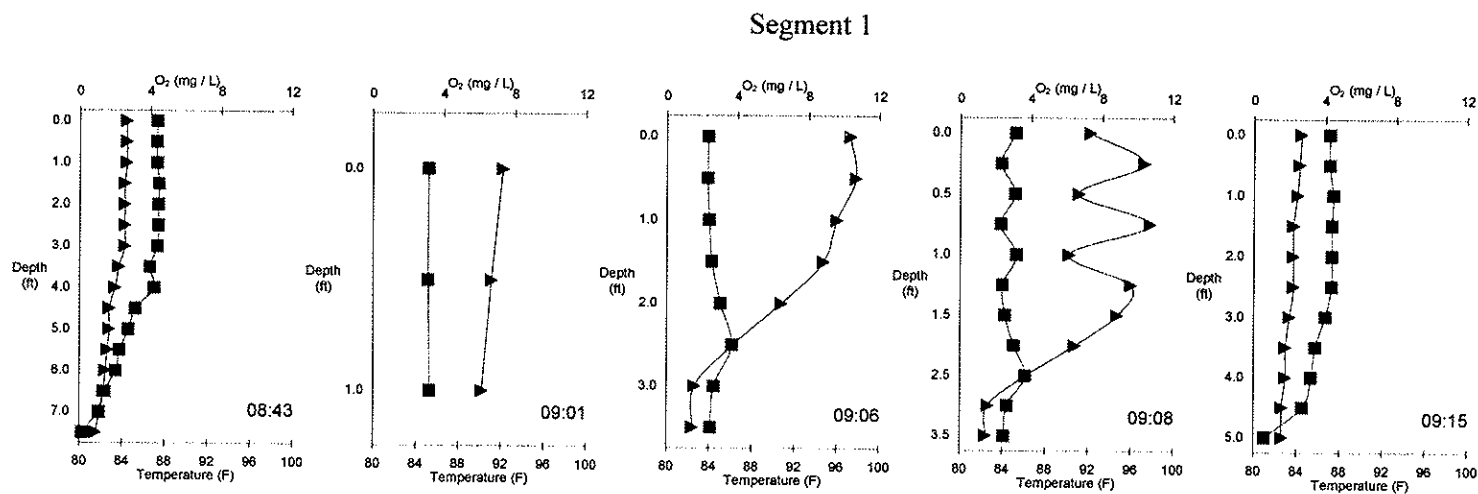 Segment 1
O₂ (mg / L)
0 4 8 12
0.0
1.0
2.0
3.0
Depth
(ft)
4.0
5.0
6.0
7.0
08:43
80 84 88 92 96 100
Temperature (F)
O₂ (mg / L)
0 4 8 12
0.0
Depth
(ft)
1.0
09:01
80 84 88 92 96 100
Temperature (F)
O₂ (mg / L)
0 4 8 12
0.0
1.0
Depth
(ft)
2.0
3.0
09:06
80 84 88 92 96 100
Temperature (F)
O₂ (mg / L)
0 4 8 12
0.0
0.5
1.0
Depth
(ft)
1.5
2.5
3.5
09:08
80 84 88 92 96 100
Temperature (F)
O₂ (mg / L)
0 4 8 12
0.0
1.0
Depth
(ft)
2.0
3.0
4.0
5.0
09:15
80 84 88 92 96 100
Temperature (F)